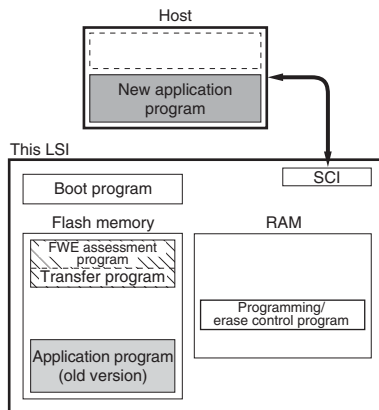 Host
New application
program
This LSI
SCI
Boot program
Flash memory
RAM
FWE assessment
program
Transfer program
Programming/
erase control program
Application program
(old version)